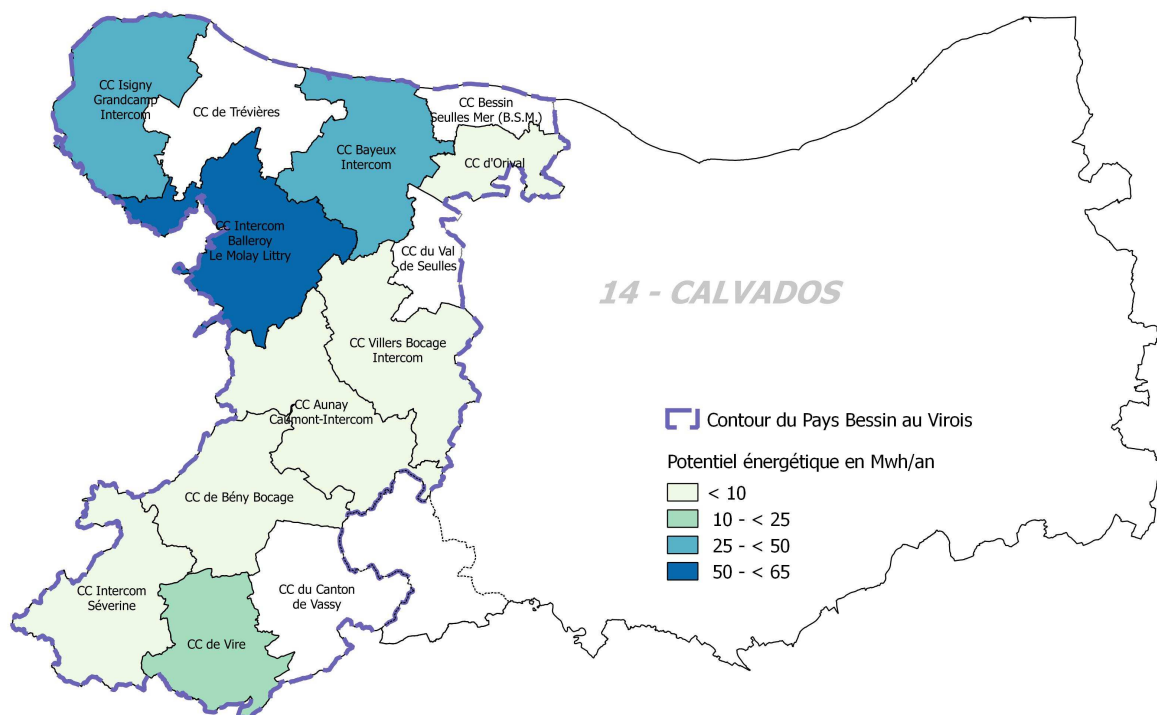 CC Isigny
Grandcamp
Intercom
CC de Trévières
CC Bessin
Seulles Mer (B.S.M.)
CC Bayeux
Intercom
CC d'Orival
CC Intercom
Balleroy
Le Molay Littry
CC du Val
de Seulles
14 - CALVADOS
CC Villers Bocage
Intercom
CC Aunay
Caumont-Intercom
CC de Bény Bocage
CC Intercom
Séverine
CC de Vire
CC du Canton
de Vassy
Contour du Pays Bessin au Virois
Potentiel énergétique en Mwh/an
< 10
10 - < 25
25 - < 50
50 - < 65